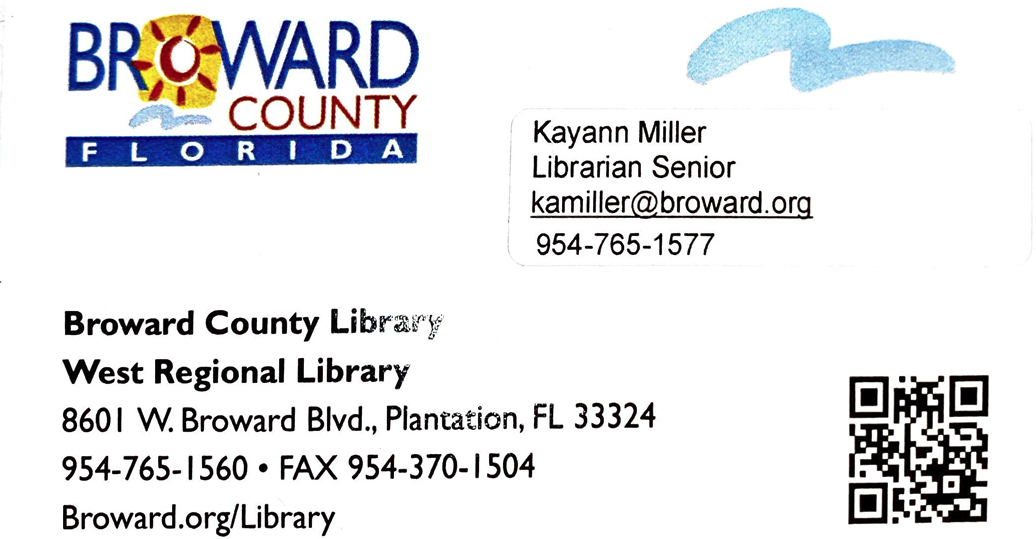 BROWARD
COUNTY
FLORIDA
Kayann Miller
Librarian Senior
kamiller@broward.org
954-765-1577
Broward County Library
West Regional Library
8601 W. Broward Blvd., Plantation, FL 33324
954-765-1560 • FAX 954-370-1504
Broward.org/Library